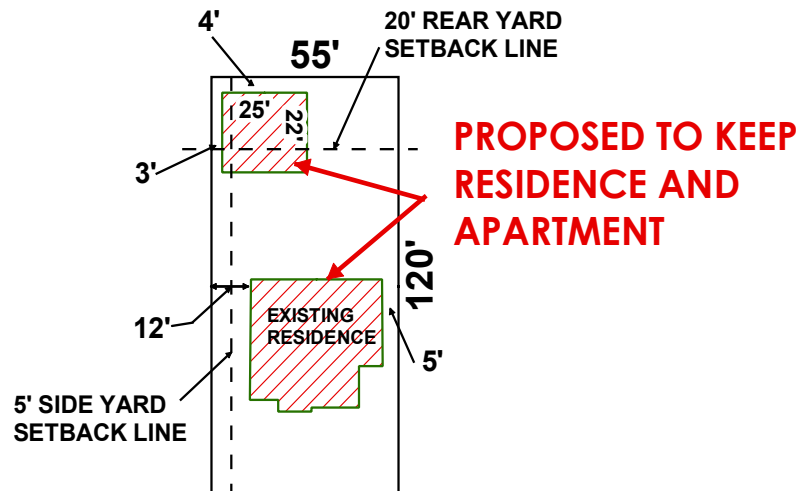 4'
55'
20' REAR YARD
SETBACK LINE
25'
22'
3'
PROPOSED TO KEEP
RESIDENCE AND
APARTMENT
120'
12'
EXISTING
RESIDENCE
5'
5' SIDE YARD
SETBACK LINE